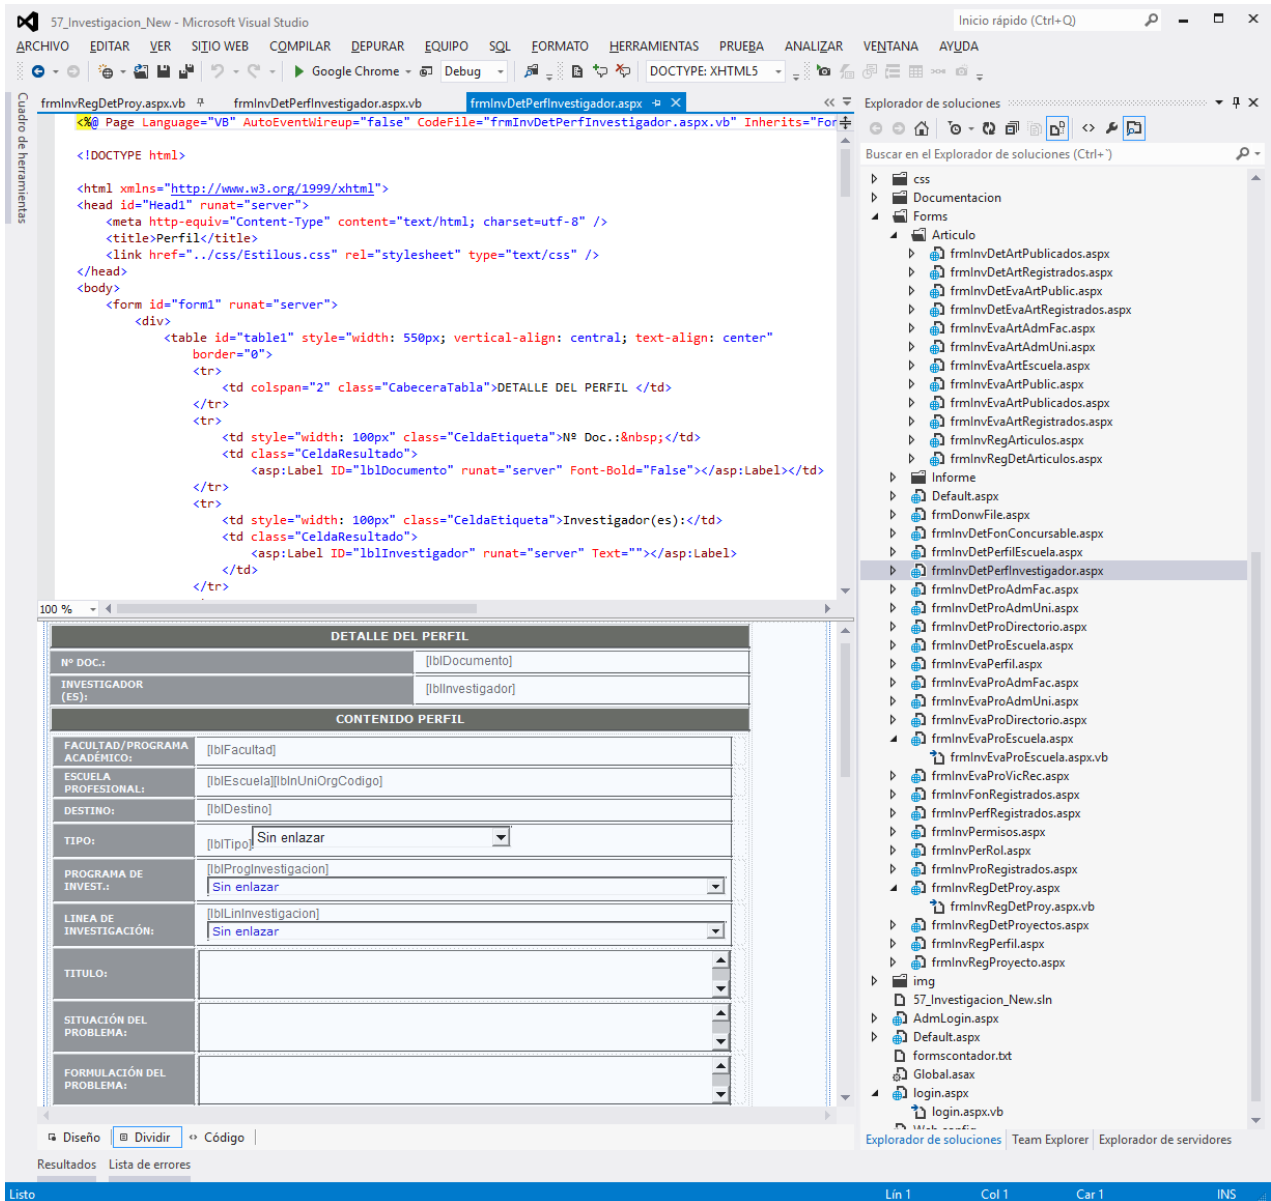 57_Investigacion_New - Microsoft Visual Studio
Inicio rápido (Ctrl+Q)
ARCHIVO EDITAR VER SITIO WEB COMPILAR DEPURAR EQUIPO SQL FORMATO HERRAMIENTAS PRUEBA ANALIZAR VENTANA AYUDA
Google Chrome Debug DOCTYPE: XHTML5
Cuadro de herramientas
frmInvRegDetProy.aspx.vb frmInvDetPerfInvestigador.aspx.vb frmInvDetPerfInvestigador.aspx
<%@ Page Language="VB" AutoEventWireup="false" CodeFile="frmInvDetPerfInvestigador.aspx.vb" Inherits="For
<!DOCTYPE html>
<html xmlns="http://www.w3.org/1999/xhtml">
<head id="Head1" runat="server">
<meta http-equiv="Content-Type" content="text/html; charset=utf-8" />
<title>Perfil</title>
<link href="../css/Estilous.css" rel="stylesheet" type="text/css" />
</head>
<body>
<form id="form1" runat="server">
<div>
<table id="table1" style="width: 550px; vertical-align: central; text-align: center"
border="0">
<tr>
<td colspan="2" class="CabeceraTabla">DETALLE DEL PERFIL </td>
</tr>
<tr>
<td style="width: 100px" class="CeldaEtiqueta">Nº Doc.:&nbsp;</td>
<td class="CeldaResultado">
<asp:Label ID="lblDocumento" runat="server" Font-Bold="False"></asp:Label></td>
</tr>
<tr>
<td style="width: 100px" class="CeldaEtiqueta">Investigador(es):</td>
<td class="CeldaResultado">
<asp:Label ID="lblInvestigador" runat="server" Text=""></asp:Label>
</td>
</tr>
100 %
DETALLE DEL PERFIL
Nº DOC.: [lblDocumento]
INVESTIGADOR
(ES): [lblInvestigador]
CONTENIDO PERFIL
FACULTAD/PROGRAMA
ACADÉMICO: [lblFacultad]
ESCUELA
PROFESIONAL: [lblEscuela][lblnUniOrgCodigo]
DESTINO: [lblDestino]
TIPO: [lblTipo] Sin enlazar
PROGRAMA DE
INVEST.: [lblProgInvestigacion]
Sin enlazar
LINEA DE
INVESTIGACIÓN: [lblLinInvestigacion]
Sin enlazar
TITULO:
SITUACIÓN DEL
PROBLEMA:
FORMULACIÓN DEL
PROBLEMA:
Diseño Dividir Código
Resultados Lista de errores
Explorador de soluciones
Buscar en el Explorador de soluciones (Ctrl+`)
css
Documentacion
Forms
Articulo
frmInvDetArtPublicados.aspx
frmInvDetArtRegistrados.aspx
frmInvDetEvaArtPublic.aspx
frmInvDetEvaArtRegistrados.aspx
frmInvEvaArtAdmFac.aspx
frmInvEvaArtAdmUni.aspx
frmInvEvaArtEscuela.aspx
frmInvEvaArtPublic.aspx
frmInvEvaArtPublicados.aspx
frmInvEvaArtRegistrados.aspx
frmInvRegArticulos.aspx
frmInvRegDetArticulos.aspx
Informe
Default.aspx
frmDonwFile.aspx
frmInvDetFonConcursable.aspx
frmInvDetPerfilEscuela.aspx
frmInvDetPerfInvestigador.aspx
frmInvDetProAdmFac.aspx
frmInvDetProAdmUni.aspx
frmInvDetProDirectorio.aspx
frmInvDetProEscuela.aspx
frmInvEvaPerfil.aspx
frmInvEvaProAdmFac.aspx
frmInvEvaProAdmUni.aspx
frmInvEvaProDirectorio.aspx
frmInvEvaProEscuela.aspx
frmInvEvaProEscuela.aspx.vb
frmInvEvaProVicRec.aspx
frmInvFonRegistrados.aspx
frmInvPerfRegistrados.aspx
frmInvPermisos.aspx
frmInvPerRol.aspx
frmInvProRegistrados.aspx
frmInvRegDetProy.aspx
frmInvRegDetProy.aspx.vb
frmInvRegDetProyectos.aspx
frmInvRegPerfil.aspx
frmInvRegProyecto.aspx
img
57_Investigacion_New.sln
AdmLogin.aspx
Default.aspx
formscontador.txt
Global.asax
login.aspx
login.aspx.vb
Explorador de soluciones Team Explorer Explorador de servidores
Listo Lín 1 Col 1 Car 1 INS